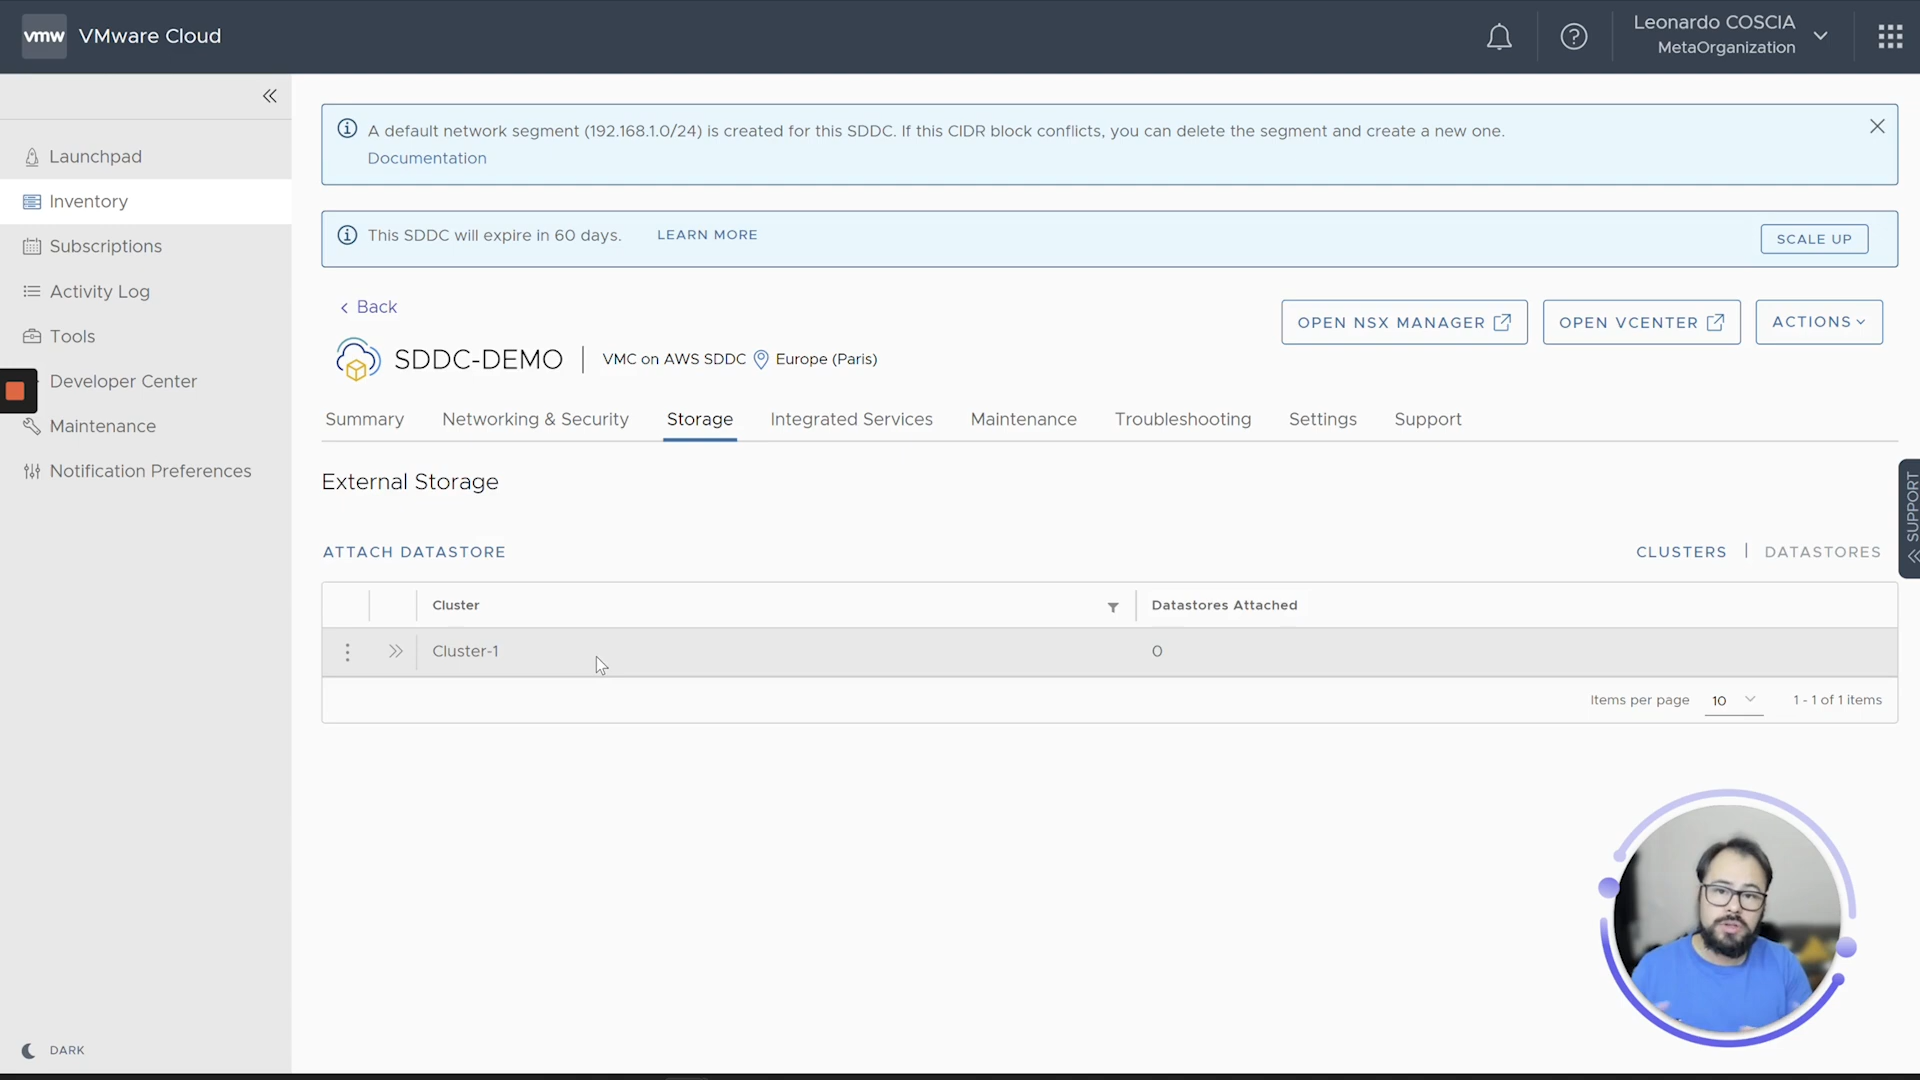 vmw VMware Cloud
Leonardo COSCIA
MetaOrganization
Launchpad
Inventory
Subscriptions
Activity Log
Tools
Developer Center
Maintenance
Notification Preferences
DARK
A default network segment (192.168.1.0/24) is created for this SDDC. If this CIDR block conflicts, you can delete the segment and create a new one.
Documentation
This SDDC will expire in 60 days. LEARN MORE
SCALE UP
Back
OPEN NSX MANAGER OPEN VCENTER ACTIONS
SDDC-DEMO VMC on AWS SDDC Europe (Paris)
Summary Networking & Security Storage Integrated Services Maintenance Troubleshooting Settings Support
External Storage
ATTACH DATASTORE CLUSTERS | DATASTORES
Cluster Datastores Attached
Cluster-1 0
Items per page 10 1 - 1 of 1 items
SUPPORT